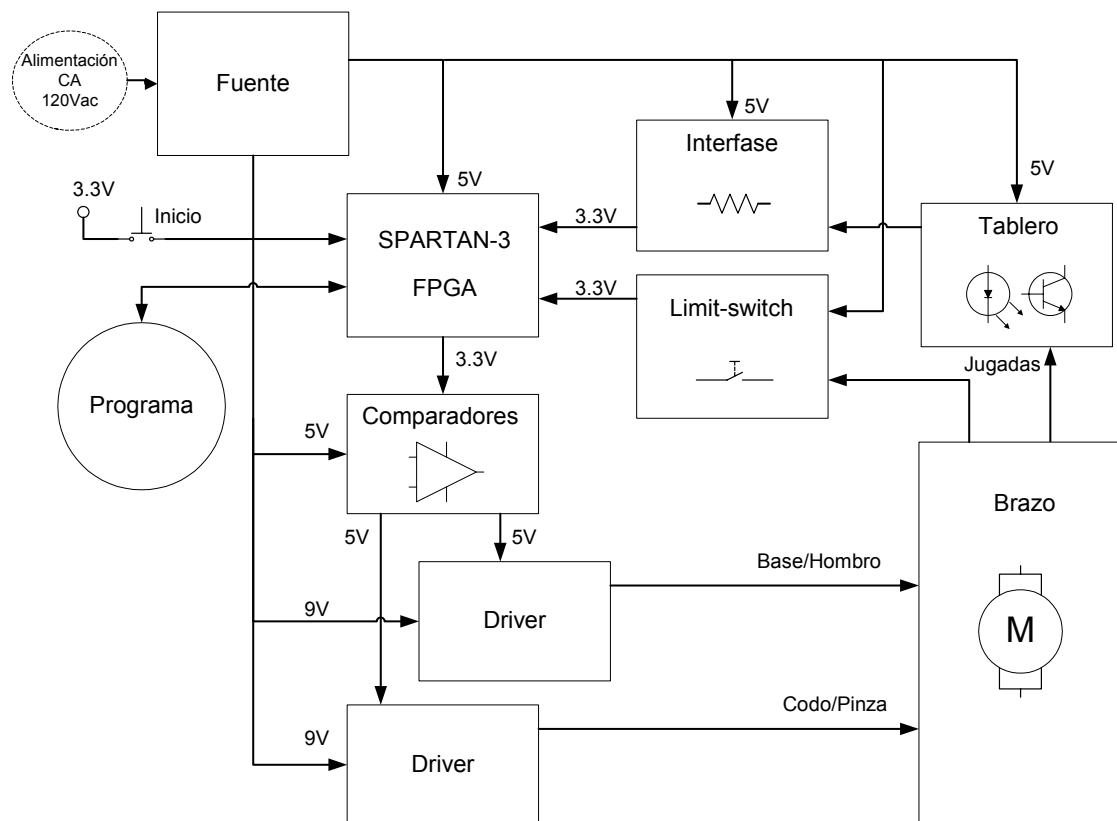 Alimentación
CA
120Vac
Fuente
5V
Interfase
5V
5V
3.3V
Inicio
3.3V
SPARTAN-3
FPGA
Tablero
3.3V
Limit-switch
Jugadas
3.3V
Programa
Comparadores
5V
5V
5V
Brazo
Base/Hombro
9V
Driver
M
Codo/Pinza
9V
Driver